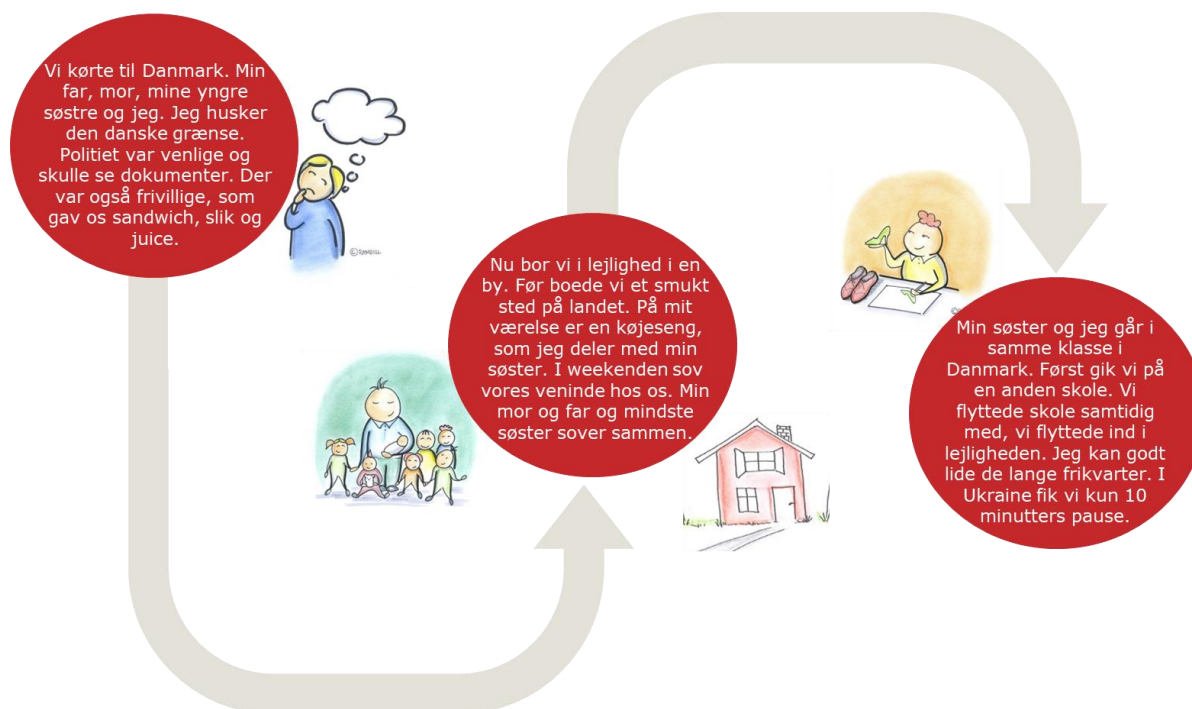 Vi kørte til Danmark. Min
far, mor, mine yngre
søstre og jeg. Jeg husker
den danske grænse.
Politiet var venlige og
skulle se dokumenter. Der
var også frivillige, som
gav os sandwich, slik og
juice.
Nu bor vi i lejlighed i en
by. Før boede vi et smukt
sted på landet. På mit
værelse er en køjeseng,
som jeg deler med min
søster. I weekenden sov
vores veninde hos os. Min
mor og far og mindste
søster sover sammen.
Min søster og jeg går i
samme klasse i
Danmark. Først gik vi på
en anden skole. Vi
flyttede skole samtidig
med, vi flyttede ind i
lejligheden. Jeg kan godt
lide de lange frikvarter. I
Ukraine fik vi kun 10
minutters pause.